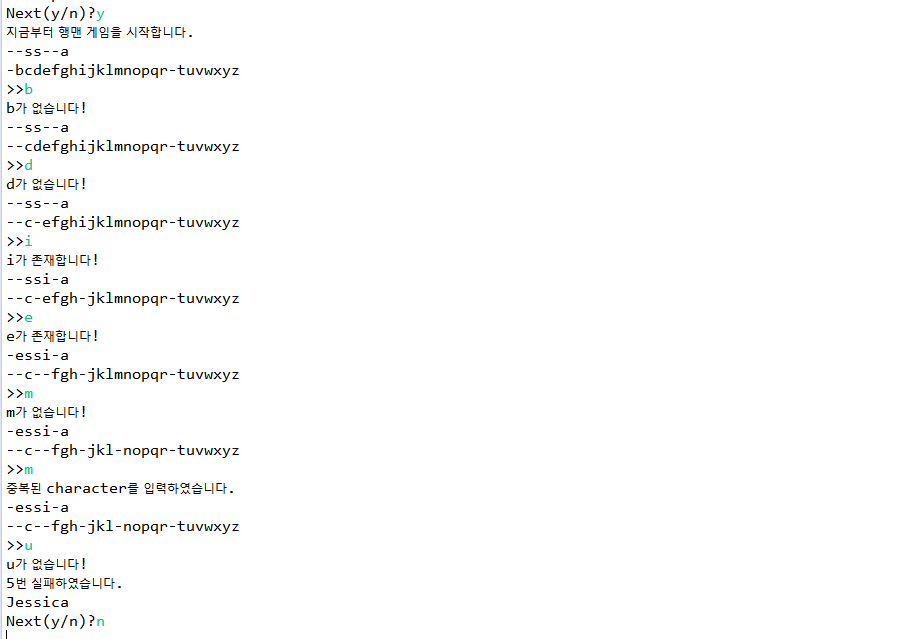 Next(y/n)?y
지금부터 행맨 게임을 시작합니다.
--ss--a
-bcdefghijklmnopqr-tuvwxyz
>>b
b가 없습니다!
--ss--a
--cdefghijklmnopqr-tuvwxyz
>>d
d가 없습니다!
--ss--a
--c-efghijklmnopqr-tuvwxyz
>>i
i가 존재합니다!
--ssi-a
--c-efgh-jklmnopqr-tuvwxyz
>>e
e가 존재합니다!
-essi-a
--c--fgh-jklmnopqr-tuvwxyz
>>m
m가 없습니다!
-essi-a
--c--fgh-jkl-nopqr-tuvwxyz
>>m
중복된 character를 입력하였습니다.
-essi-a
--c--fgh-jkl-nopqr-tuvwxyz
>>u
u가 없습니다!
5번 실패하였습니다.
Jessica
Next(y/n)?n